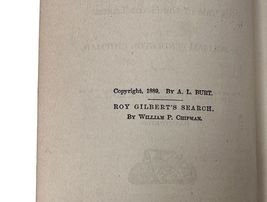 Copyright, 1889. By A. L. BURT.
ROY GILBERT'S SEARCH.
By William P. Chipman.